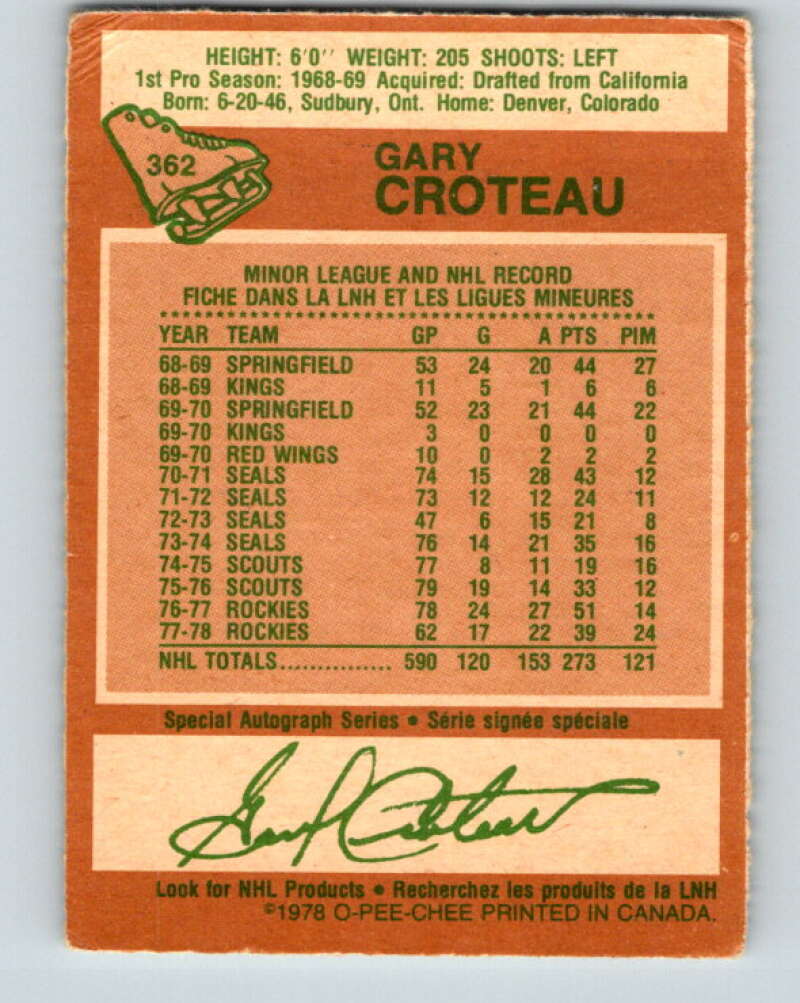 HEIGHT: 6'0'' WEIGHT: 205 SHOOTS: LEFT
1st Pro Season: 1968-69 Acquired: Drafted from California
Born: 6-20-46, Sudbury, Ont. Home: Denver, Colorado
362
GARY
CROTEAU
MINOR LEAGUE AND NHL RECORD
FICHE DANS LA LNH ET LES LIGUES MINEURES
YEAR TEAM GP G A PTS PIM
68-69 SPRINGFIELD 53 24 20 44 27
68-69 KINGS 11 5 1 6 6
69-70 SPRINGFIELD 52 23 21 44 22
69-70 KINGS 3 0 0 0 0
69-70 RED WINGS 10 0 2 2 2
70-71 SEALS 74 15 28 43 12
71-72 SEALS 73 12 12 24 11
72-73 SEALS 47 6 15 21 8
73-74 SEALS 76 14 21 35 16
74-75 SCOUTS 77 8 11 19 16
75-76 SCOUTS 79 19 14 33 12
76-77 ROCKIES 78 24 27 51 14
77-78 ROCKIES 62 17 22 39 24
NHL TOTALS............... 590 120 153 273 121
Special Autograph Series • Série signée spéciale
Gary Croteau
Look for NHL Products • Recherchez les produits de la LNH
©1978 O-PEE-CHEE PRINTED IN CANADA.